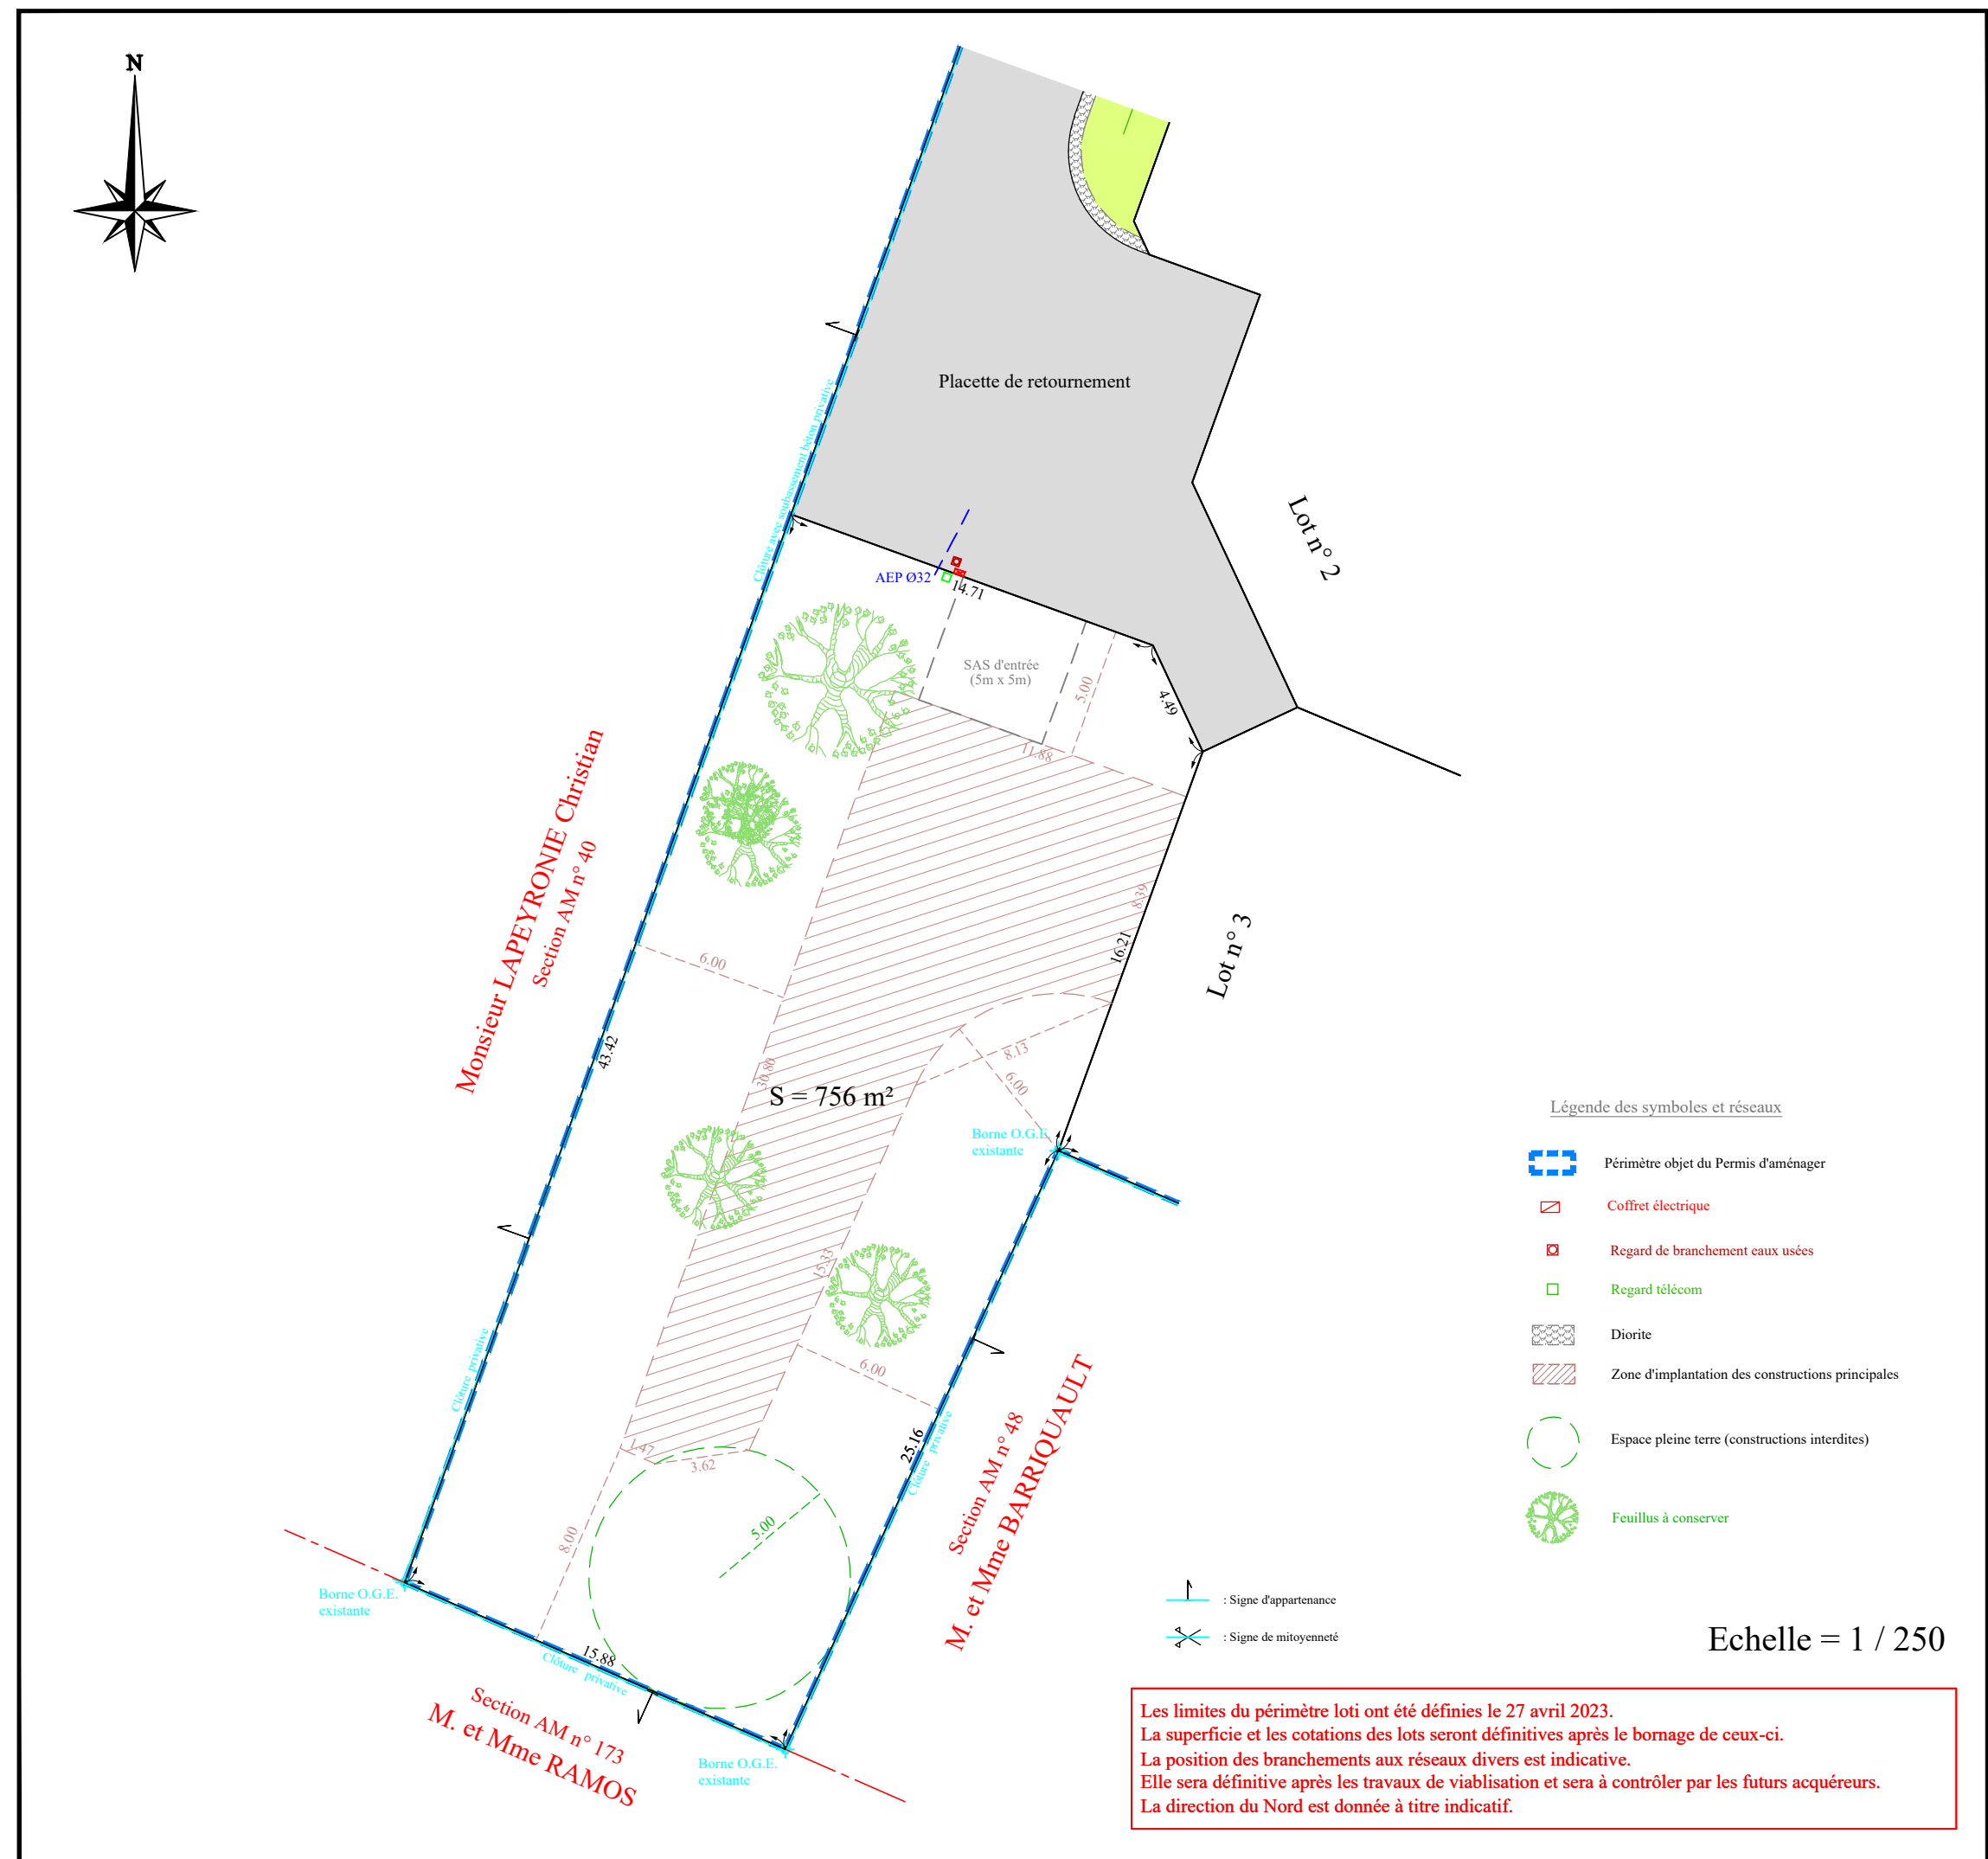 N
Placette de retournement
Clôture avec soubassement béton privative
Lot n° 2
AEP Ø32
14.71
SAS d'entrée
(5m x 5m)
5.00
4.49
11.88
Monsieur LAPEYRONIE Christian
Section AM n° 40
8.39
16.21
Lot n° 3
6.00
43.42
30.80
8.13
6.00
S = 756 m²
Borne O.G.E.
existante
15.33
6.00
Clôture privative
25.16
Clôture privative
Section AM n° 48
M. et Mme BARRIQUAULT
1.47
3.62
5.00
8.00
Borne O.G.E.
existante
15.88
Clôture privative
Section AM n° 173
M. et Mme RAMOS
Borne O.G.E.
existante
Légende des symboles et réseaux
Périmètre objet du Permis d'aménager
Coffret électrique
Regard de branchement eaux usées
Regard télécom
Diorite
Zone d'implantation des constructions principales
Espace pleine terre (constructions interdites)
Feuillus à conserver
: Signe d'appartenance
: Signe de mitoyenneté
Echelle = 1 / 250
Les limites du périmètre loti ont été définies le 27 avril 2023.
La superficie et les cotations des lots seront définitives après le bornage de ceux-ci.
La position des branchements aux réseaux divers est indicative.
Elle sera définitive après les travaux de viablisation et sera à contrôler par les futurs acquéreurs.
La direction du Nord est donnée à titre indicatif.